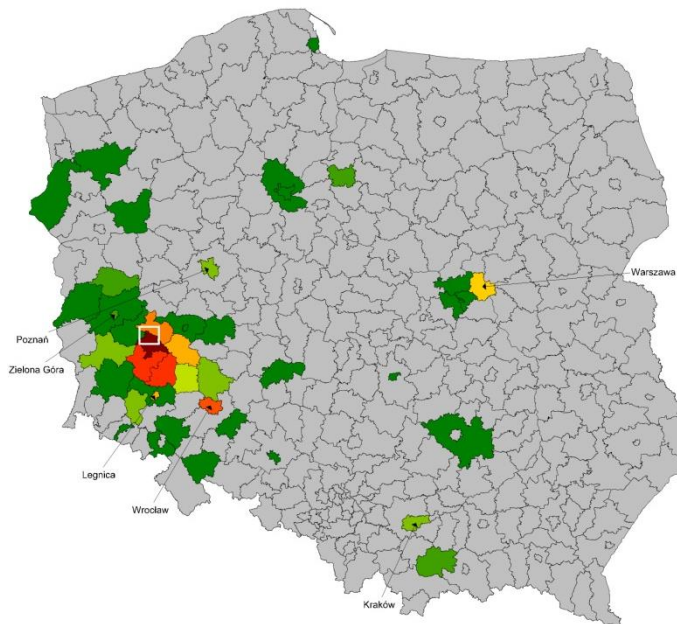 Warszawa
Poznań
Zielona Góra
Legnica
Wrocław
Kraków